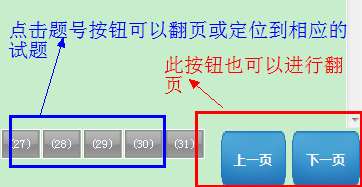 点击题号按钮可以翻页或定位到相应的
试题
此按钮也可以进行翻
页
(27) (28) (29) (30) (31)
上一页 下一页